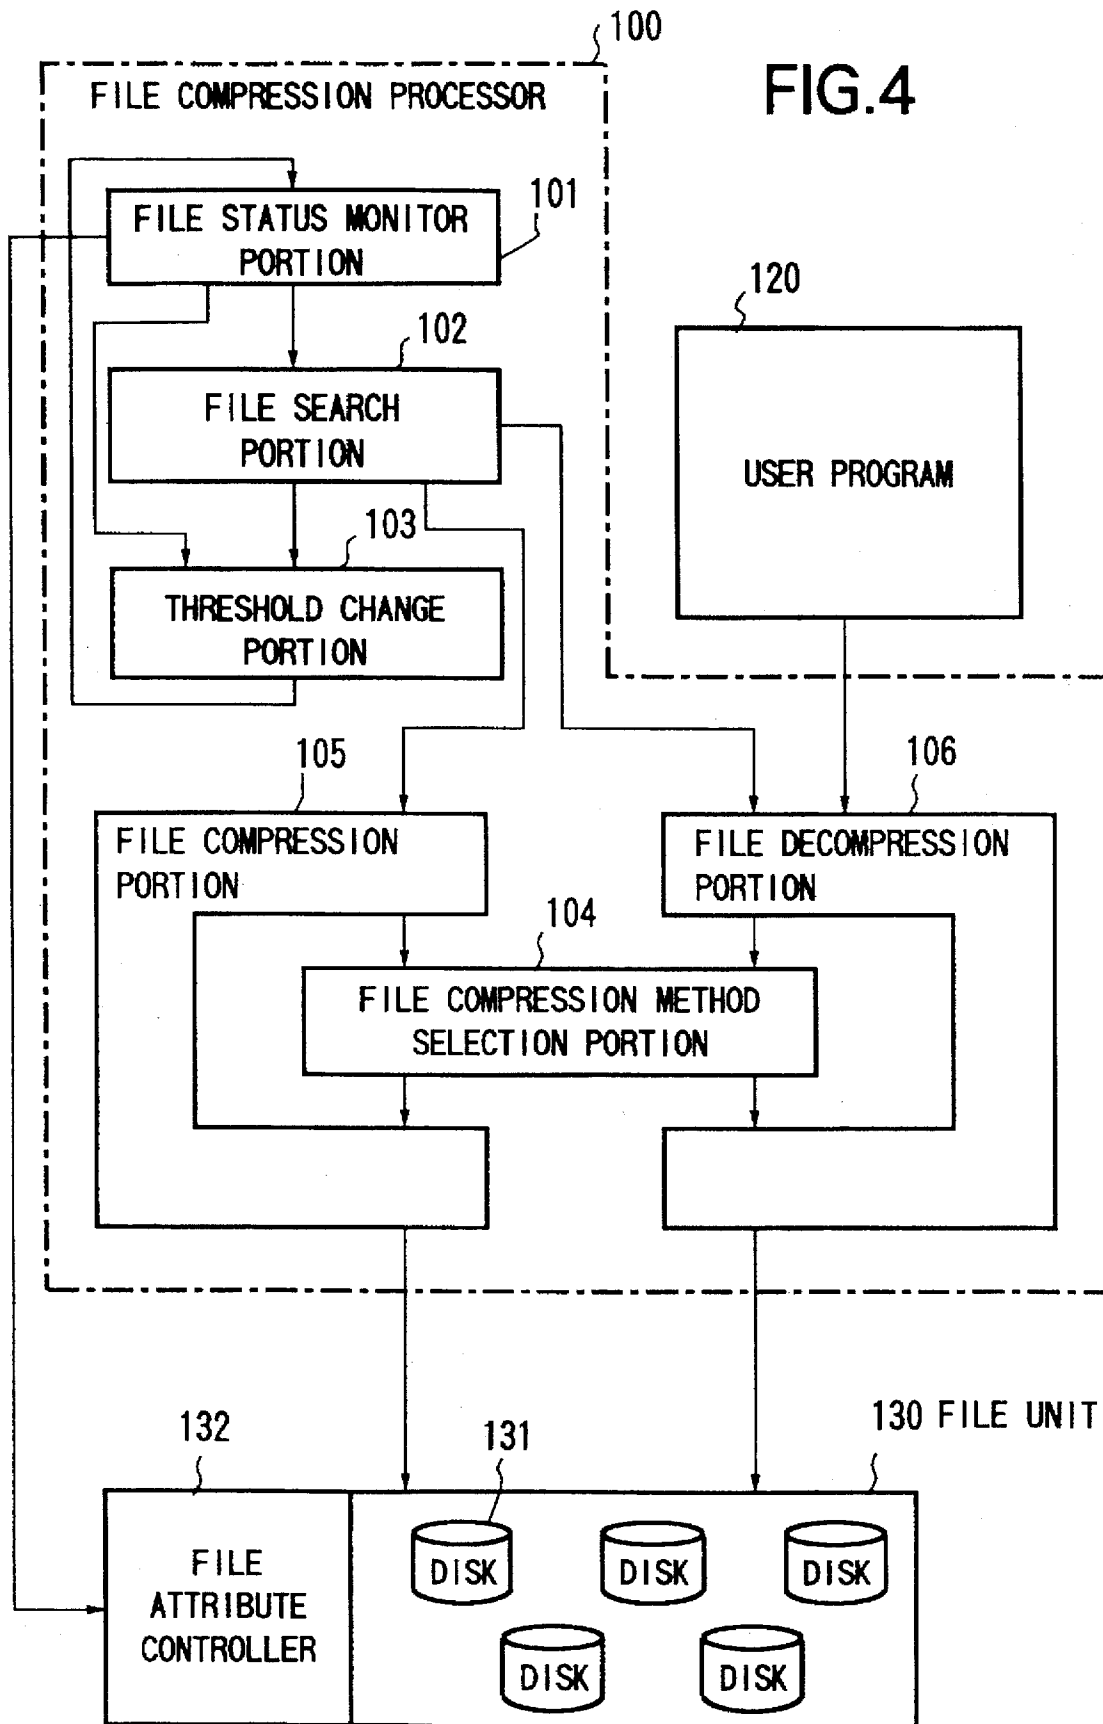 100
FIG.4
FILE COMPRESSION PROCESSOR
FILE STATUS MONITOR
PORTION
101
120
102
FILE SEARCH
PORTION
USER PROGRAM
103
THRESHOLD CHANGE
PORTION
105
106
FILE COMPRESSION
PORTION
FILE DECOMPRESSION
PORTION
104
FILE COMPRESSION METHOD
SELECTION PORTION
132
131
130 FILE UNIT
FILE
ATTRIBUTE
CONTROLLER
DISK
DISK
DISK
DISK
DISK